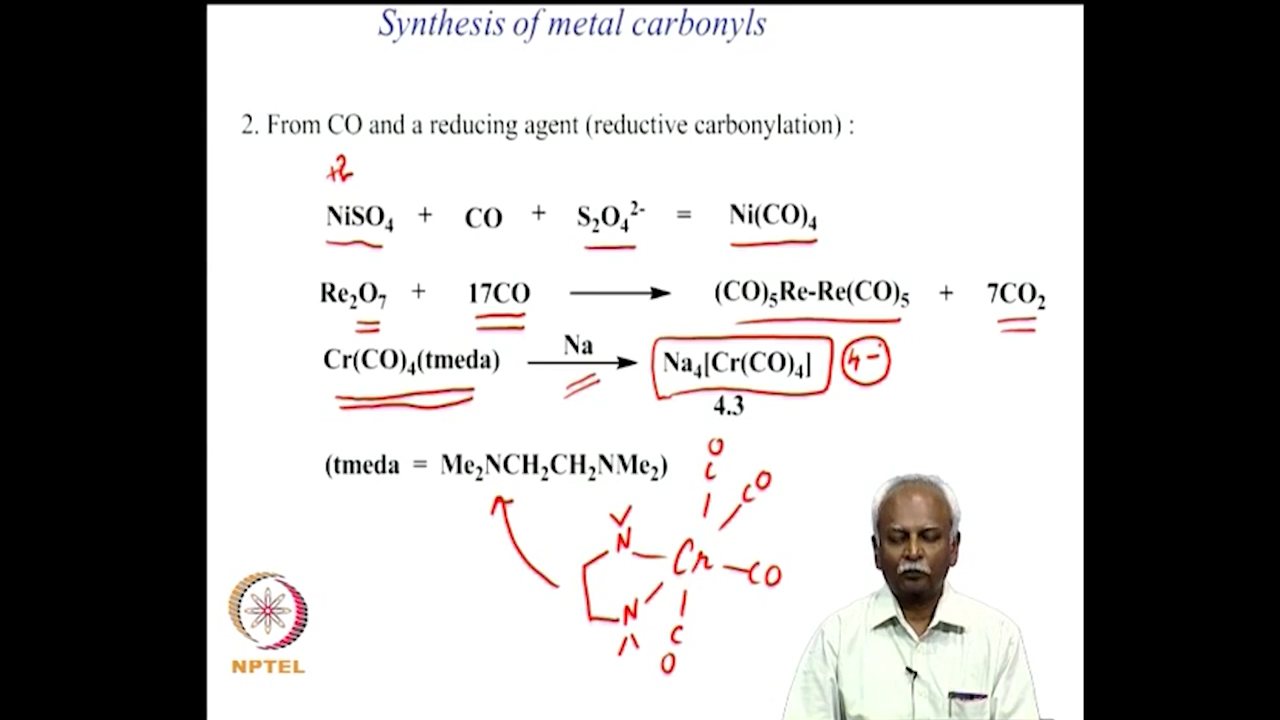 Synthesis of metal carbonyls
2. From CO and a reducing agent (reductive carbonylation) :
+2
NiSO₄ + CO + S₂O₄²⁻ = Ni(CO)₄
Re₂O₇ + 17CO ⟶ (CO)₅Re-Re(CO)₅ + 7CO₂
Cr(CO)₄(tmeda) Na ⟶ Na₄[Cr(CO)₄] 4-
4.3
(tmeda = Me₂NCH₂CH₂NMe₂)
O
C
CO
N Cr CO
N
C
O
NPTEL